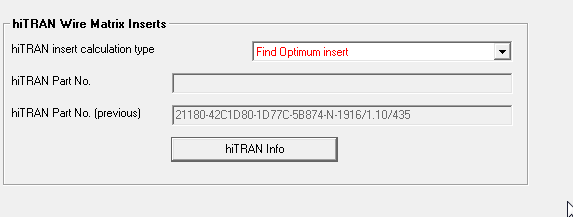 hiTRAN Wire Matrix Inserts
hiTRAN insert calculation type Find Optimum insert
hiTRAN Part No.
hiTRAN Part No. (previous) 21180-42C1D80-1D77C-5B874-N-1916/1.10/435
hiTRAN Info